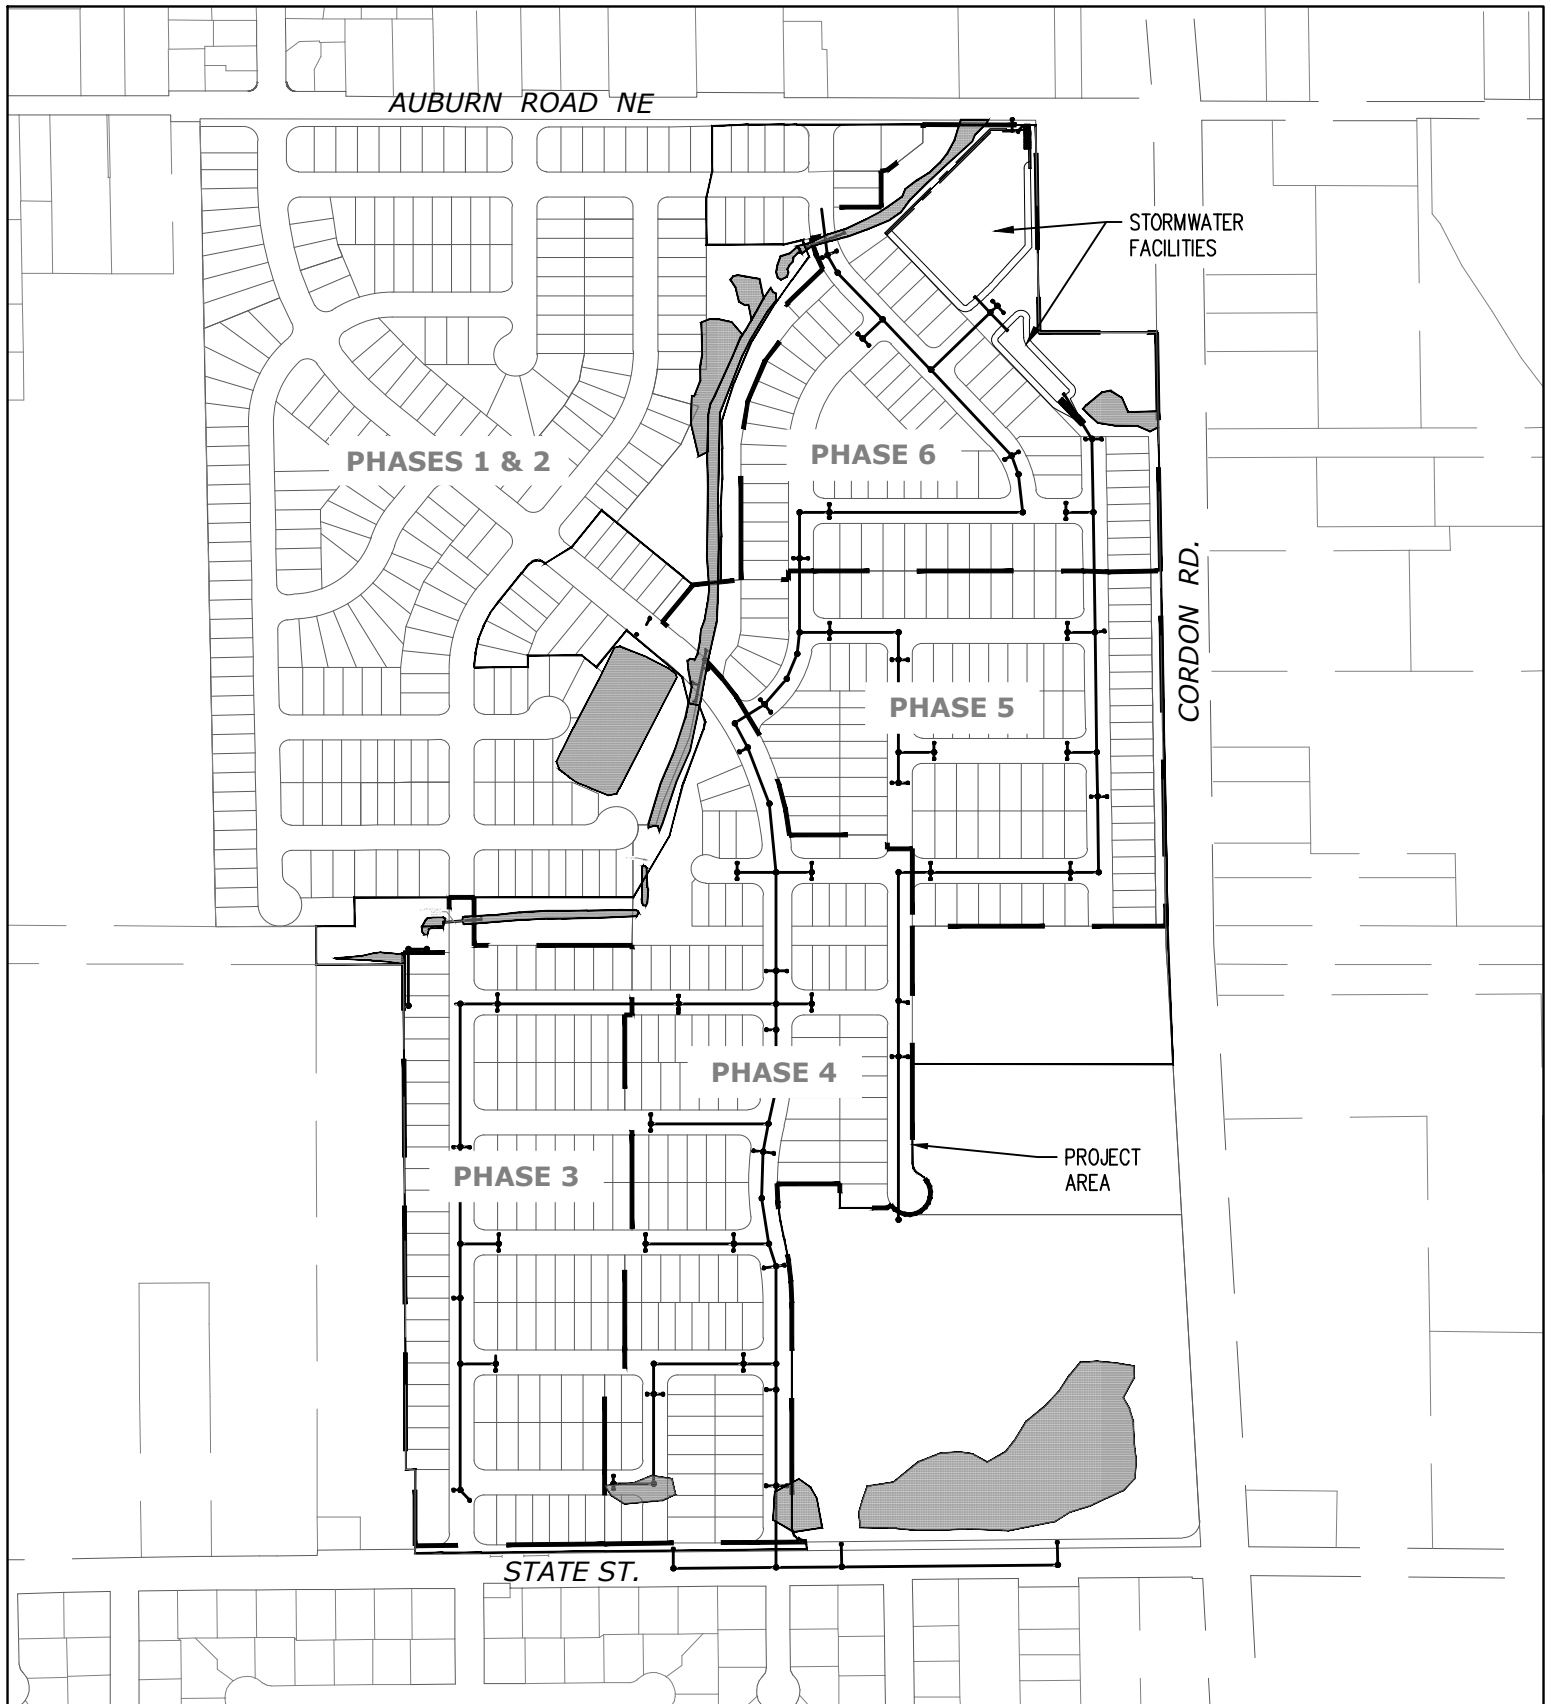 AUBURN ROAD NE
STORMWATER
FACILITIES
PHASES 1 & 2
PHASE 6
CORDON RD.
PHASE 5
PHASE 4
PROJECT
AREA
PHASE 3
STATE ST.